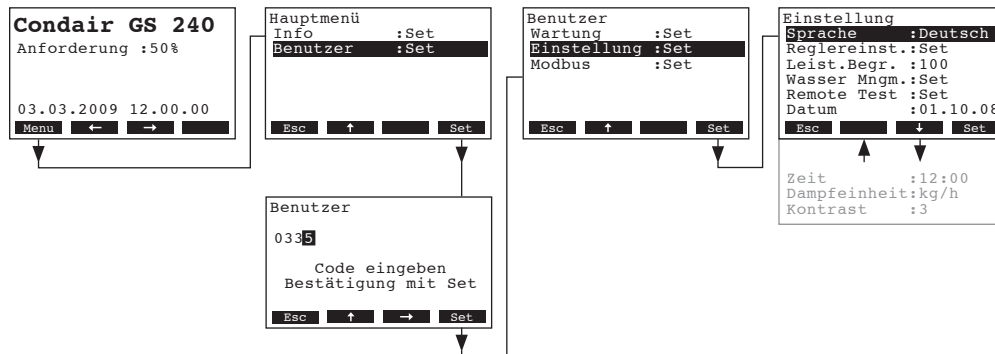 Condair GS 240
Anforderung :50%
03.03.2009 12.00.00
Menu ← →
Hauptmenü
Info :Set
Benutzer :Set
Esc ↑ Set
Benutzer
0335
Code eingeben
Bestätigung mit Set
Esc ↑ → Set
Benutzer
Wartung :Set
Einstellung :Set
Modbus :Set
Esc ↑ Set
Einstellung
Sprache :Deutsch
Reglereinst.:Set
Leist.Begr. :100
Wasser Mngm.:Set
Remote Test :Set
Datum :01.10.08
Esc ↓ Set
Zeit :12:00
Dampfeinheit:kg/h
Kontrast :3